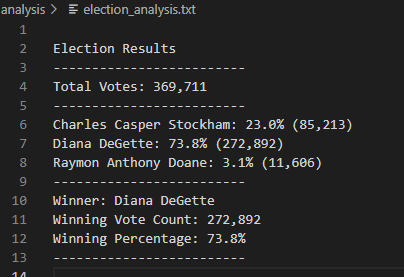 analysis > election_analysis.txt
1
2 Election Results
3 -------------------------
4 Total Votes: 369,711
5 -------------------------
6 Charles Casper Stockham: 23.0% (85,213)
7 Diana DeGette: 73.8% (272,892)
8 Raymon Anthony Doane: 3.1% (11,606)
9 -------------------------
10 Winner: Diana DeGette
11 Winning Vote Count: 272,892
12 Winning Percentage: 73.8%
13 -------------------------
14